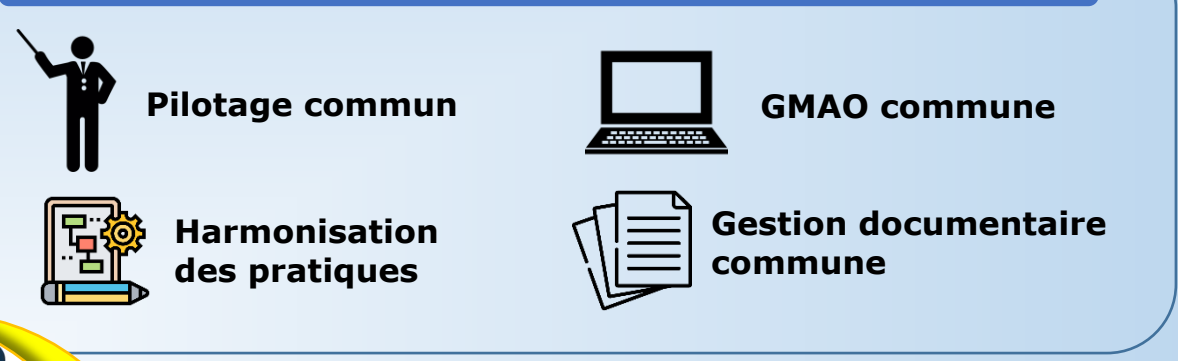 Pilotage commun
GMAO commune
Harmonisation
des pratiques
Gestion documentaire
commune